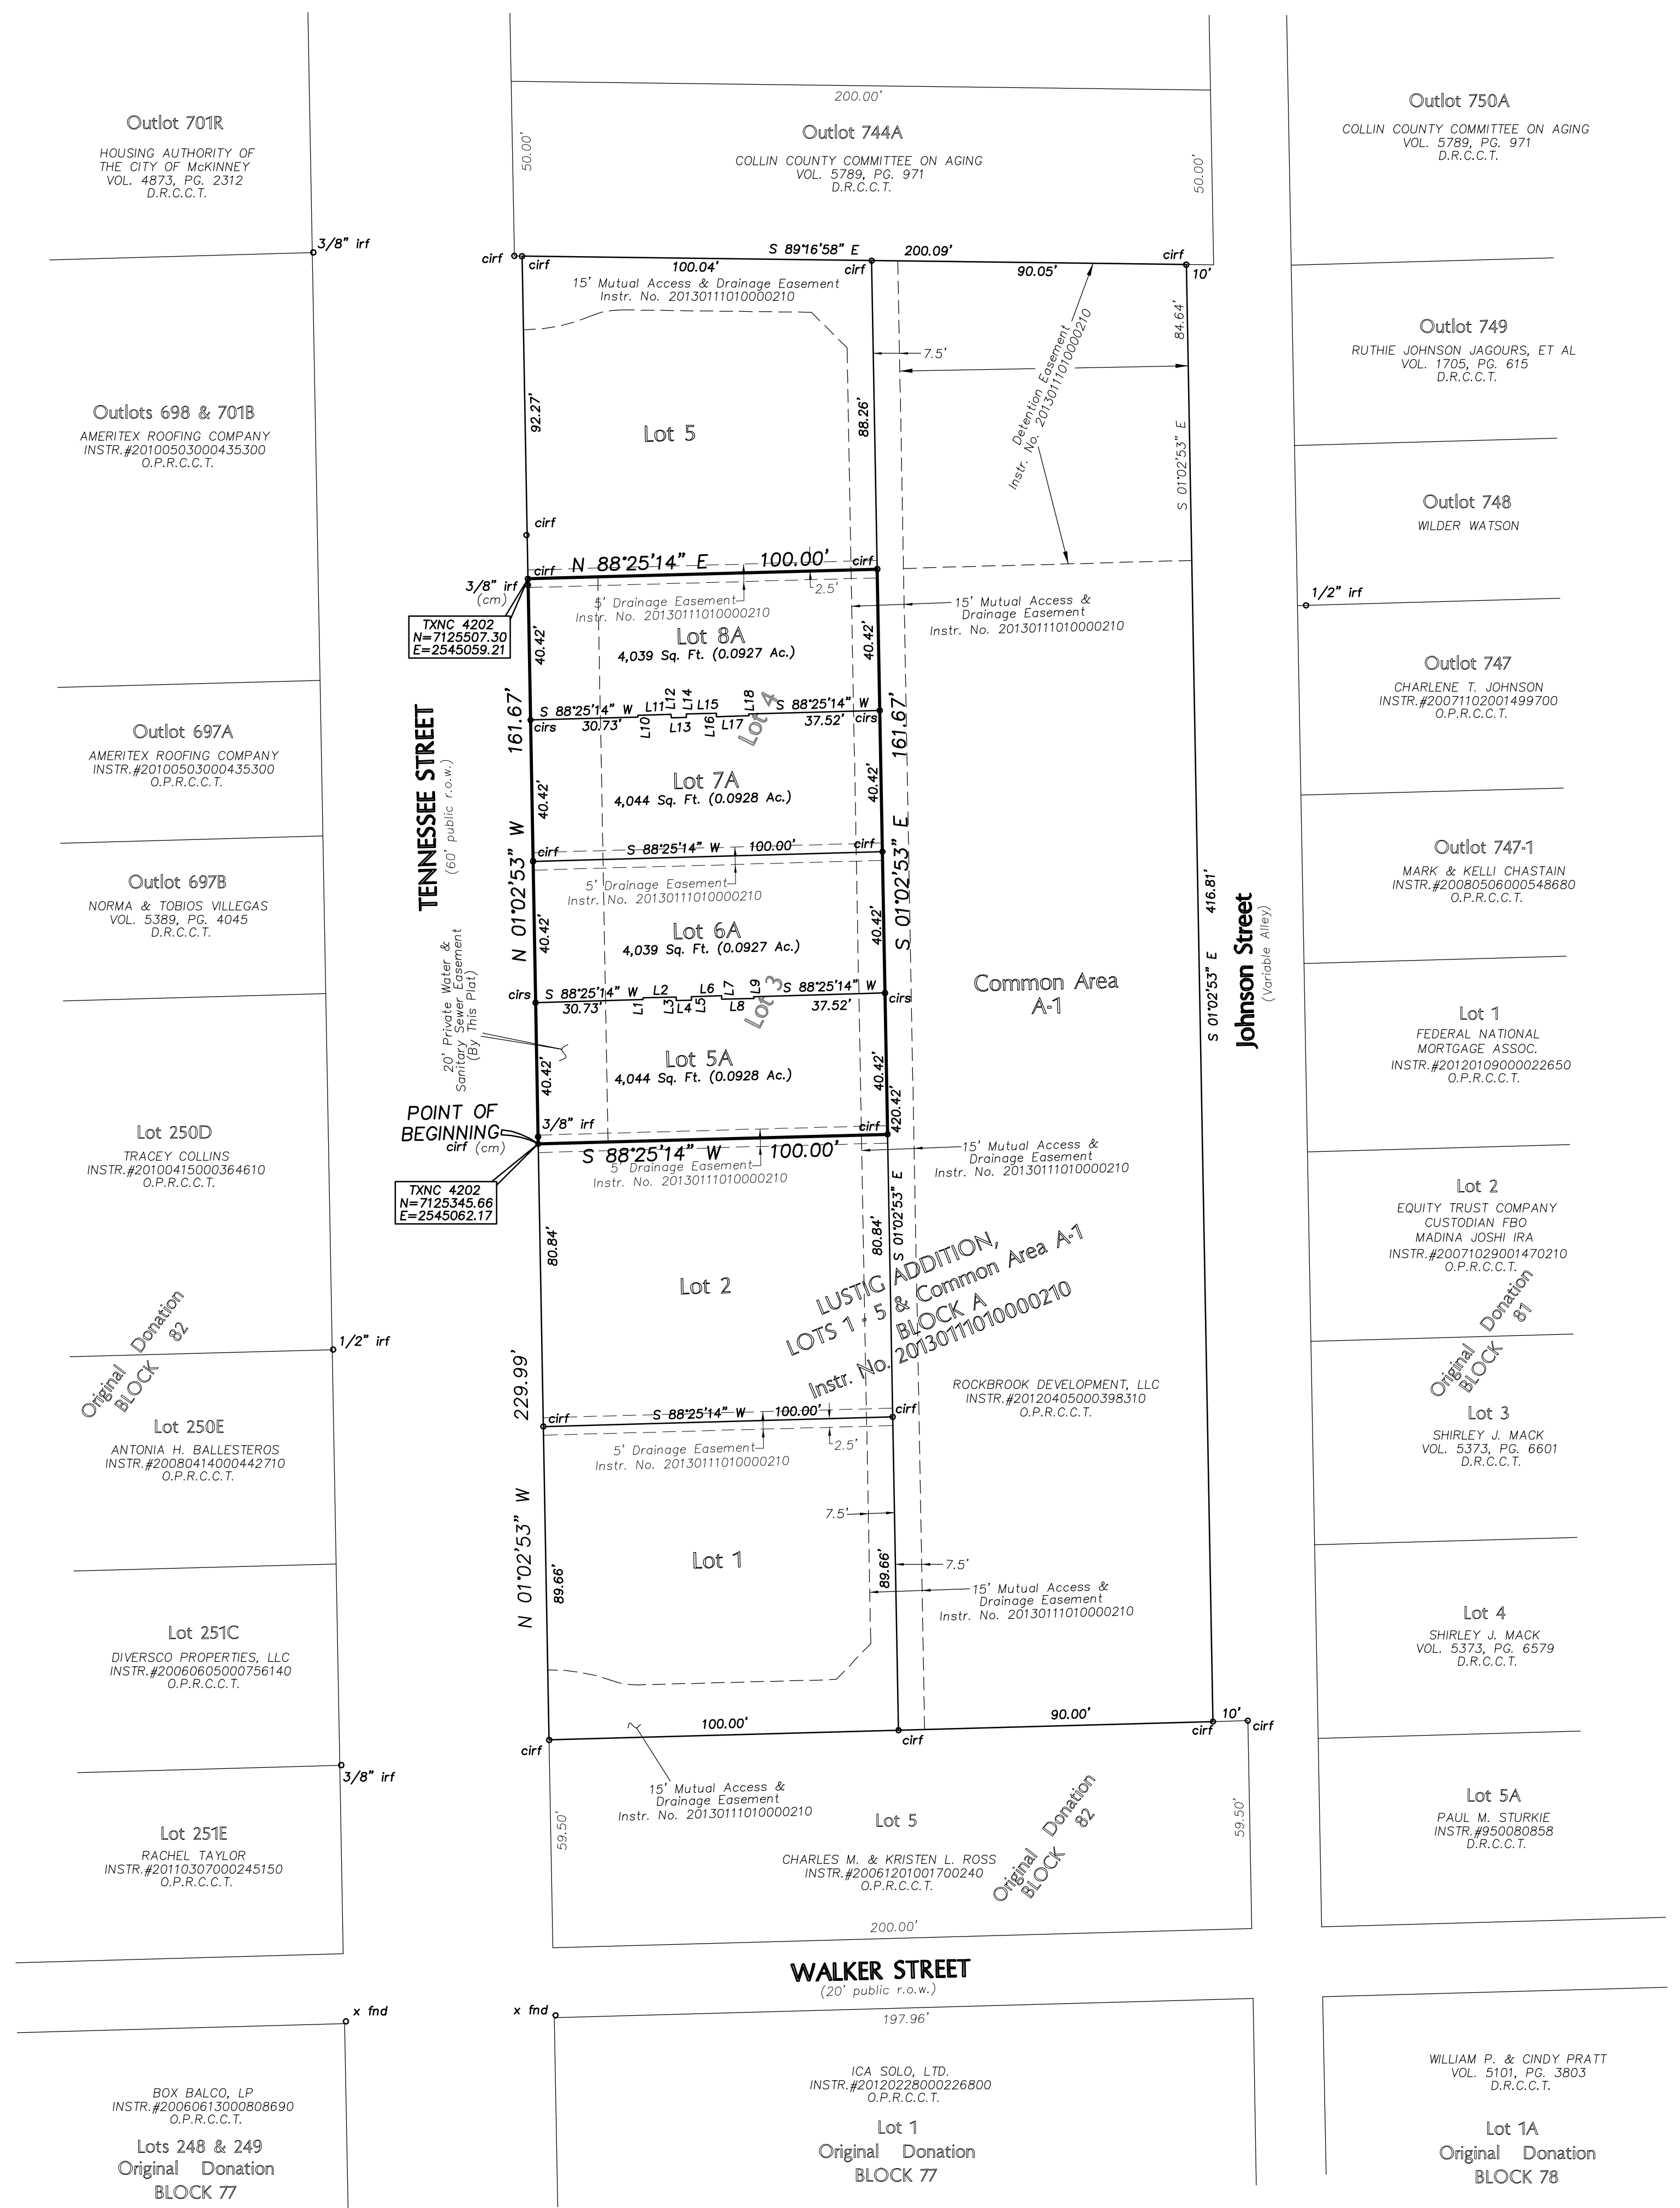 200.00'
Outlot 744A
COLLIN COUNTY COMMITTEE ON AGING
VOL. 5789, PG. 971
D.R.C.C.T.
50.00'
50.00'
Outlot 701R
HOUSING AUTHORITY OF
THE CITY OF McKINNEY
VOL. 4873, PG. 2312
D.R.C.C.T.
3/8" irf
Outlots 698 & 701B
AMERITEX ROOFING COMPANY
INSTR.#20100503000435300
O.P.R.C.C.T.
Outlot 697A
AMERITEX ROOFING COMPANY
INSTR.#20100503000435300
O.P.R.C.C.T.
Outlot 697B
NORMA & TOBIOS VILLEGAS
VOL. 5389, PG. 4045
D.R.C.C.T.
Lot 250D
TRACEY COLLINS
INSTR.#20100415000364610
O.P.R.C.C.T.
Original Donation
BLOCK 82
1/2" irf
Lot 250E
ANTONIA H. BALLESTEROS
INSTR.#20080414000442710
O.P.R.C.C.T.
Lot 251C
DIVERSCO PROPERTIES, LLC
INSTR.#20060605000756140
O.P.R.C.C.T.
3/8" irf
Lot 251E
RACHEL TAYLOR
INSTR.#20110307000245150
O.P.R.C.C.T.
x fnd
BOX BALCO, LP
INSTR.#20060613000808690
O.P.R.C.C.T.
Lots 248 & 249
Original Donation
BLOCK 77
TENNESSEE STREET
(60' public r.o.w.)
cirf
cirf
S 89°16'58" E 200.09'
cirf
cirf
100.04'
90.05'
10'
15' Mutual Access & Drainage Easement
Instr. No. 20130111010000210
92.27'
Lot 5
88.26'
7.5'
Detention Easement
Instr. No. 20130111010000210
84.64'
S 01°02'53" E
cirf
cirf
N 88°25'14" E 100.00'
cirf
3/8" irf
(cm)
2.5'
5' Drainage Easement
Instr. No. 20130111010000210
15' Mutual Access &
Drainage Easement
Instr. No. 20130111010000210
TXNC 4202
N=7125507.30
E=2545059.21
40.42'
Lot 8A
4,039 Sq. Ft. (0.0927 Ac.)
40.42'
N 01°02'53" W 161.67'
S 01°02'53" E 161.67'
S 88°25'14" W
30.73'
cirs
L10
L11
L12
L13
L14
L15
L16
L17
L18
S 88°25'14" W
37.52'
cirs
Lot 4
40.42'
Lot 7A
4,044 Sq. Ft. (0.0928 Ac.)
40.42'
cirf
S 88°25'14" W 100.00'
cirf
5' Drainage Easement
Instr. No. 20130111010000210
40.42'
Lot 6A
4,039 Sq. Ft. (0.0927 Ac.)
40.42'
20' Private Water &
Sanitary Sewer Easement
(By This Plat)
cirs
S 88°25'14" W
30.73'
L1
L2
L3
L4
L5
L6
L7
L8
L9
S 88°25'14" W
37.52'
cirs
Lot 3
40.42'
Lot 5A
4,044 Sq. Ft. (0.0928 Ac.)
40.42'
Common Area
A-1
POINT OF
BEGINNING
cirf (cm)
3/8" irf
cirf
S 88°25'14" W 100.00'
5' Drainage Easement
Instr. No. 20130111010000210
15' Mutual Access &
Drainage Easement
Instr. No. 20130111010000210
TXNC 4202
N=7125345.66
E=2545062.17
S 01°02'53" E 420.42'
80.84'
Lot 2
80.84'
LUSTIG ADDITION,
LOTS 1 - 5 & Common Area A-1
BLOCK A
Instr. No. 20130111010000210
ROCKBROOK DEVELOPMENT, LLC
INSTR.#20120405000398310
O.P.R.C.C.T.
N 01°02'53" W 229.99'
cirf
S 88°25'14" W 100.00'
cirf
2.5'
5' Drainage Easement
Instr. No. 20130111010000210
7.5'
7.5'
89.66'
Lot 1
89.66'
15' Mutual Access &
Drainage Easement
Instr. No. 20130111010000210
cirf
100.00'
cirf
90.00'
cirf
10'
cirf
15' Mutual Access &
Drainage Easement
Instr. No. 20130111010000210
59.50'
59.50'
Lot 5
CHARLES M. & KRISTEN L. ROSS
INSTR.#20061201001700240
O.P.R.C.C.T.
Original Donation
BLOCK 82
200.00'
WALKER STREET
(20' public r.o.w.)
x fnd
197.96'
ICA SOLO, LTD.
INSTR.#20120228000226800
O.P.R.C.C.T.
Lot 1
Original Donation
BLOCK 77
S 01°02'53" E 416.81'
Johnson Street
(Variable Alley)
Outlot 750A
COLLIN COUNTY COMMITTEE ON AGING
VOL. 5789, PG. 971
D.R.C.C.T.
Outlot 749
RUTHIE JOHNSON JAGOURS, ET AL
VOL. 1705, PG. 615
D.R.C.C.T.
Outlot 748
WILDER WATSON
1/2" irf
Outlot 747
CHARLENE T. JOHNSON
INSTR.#20071102001499700
O.P.R.C.C.T.
Outlot 747-1
MARK & KELLI CHASTAIN
INSTR.#20080506000548680
O.P.R.C.C.T.
Lot 1
FEDERAL NATIONAL
MORTGAGE ASSOC.
INSTR.#20120109000022650
O.P.R.C.C.T.
Lot 2
EQUITY TRUST COMPANY
CUSTODIAN FBO
MADINA JOSHI IRA
INSTR.#20071029001470210
O.P.R.C.C.T.
Original Donation
BLOCK 81
Lot 3
SHIRLEY J. MACK
VOL. 5373, PG. 6601
D.R.C.C.T.
Lot 4
SHIRLEY J. MACK
VOL. 5373, PG. 6579
D.R.C.C.T.
Lot 5A
PAUL M. STURKIE
INSTR.#950080858
D.R.C.C.T.
WILLIAM P. & CINDY PRATT
VOL. 5101, PG. 3803
D.R.C.C.T.
Lot 1A
Original Donation
BLOCK 78